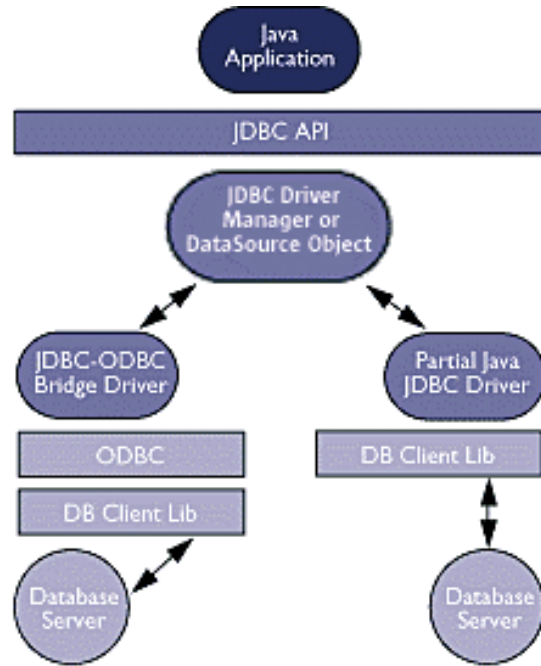 Java
Application
JDBC API
JDBC Driver
Manager or
DataSource Object
JDBC-ODBC
Bridge Driver
Partial Java
JDBC Driver
ODBC
DB Client Lib
DB Client Lib
Database
Server
Database
Server